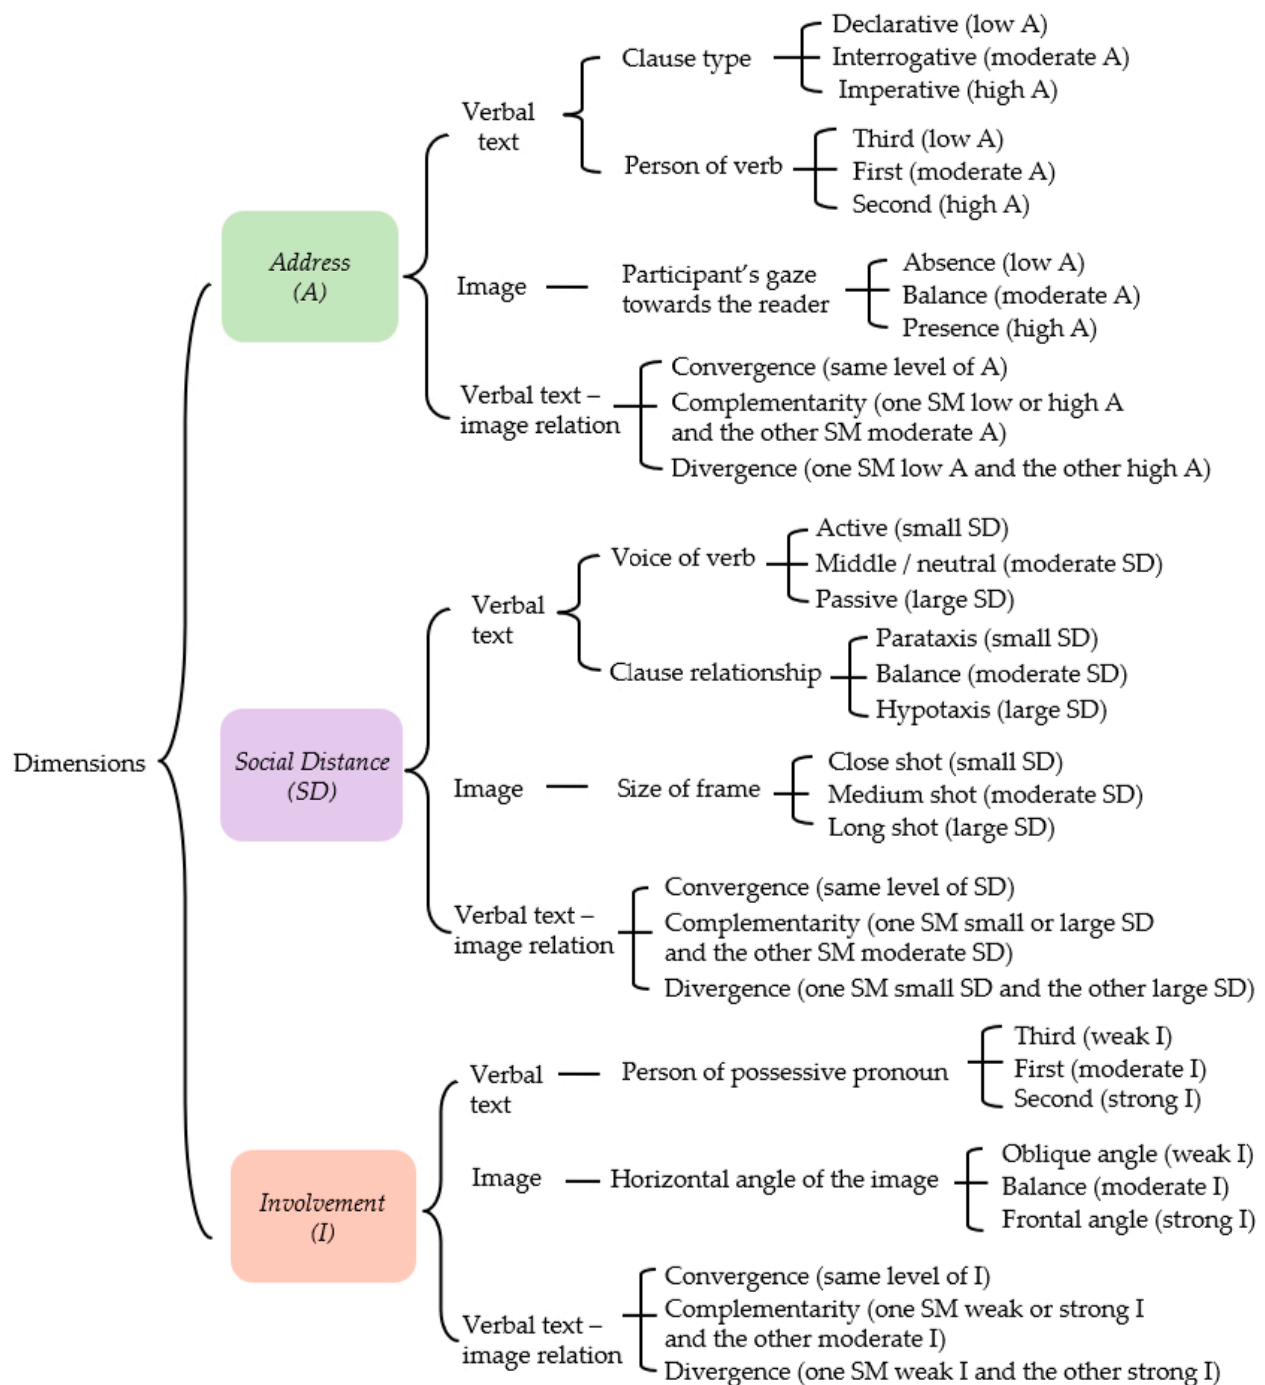 Dimensions
Address
(A)
Verbal
text
Clause type
Declarative (low A)
Interrogative (moderate A)
Imperative (high A)
Person of verb
Third (low A)
First (moderate A)
Second (high A)
Image
Participant’s gaze
towards the reader
Absence (low A)
Balance (moderate A)
Presence (high A)
Verbal text –
image relation
Convergence (same level of A)
Complementarity (one SM low or high A
and the other SM moderate A)
Divergence (one SM low A and the other high A)
Social Distance
(SD)
Verbal
text
Voice of verb
Active (small SD)
Middle / neutral (moderate SD)
Passive (large SD)
Clause relationship
Parataxis (small SD)
Balance (moderate SD)
Hypotaxis (large SD)
Image
Size of frame
Close shot (small SD)
Medium shot (moderate SD)
Long shot (large SD)
Verbal text –
image relation
Convergence (same level of SD)
Complementarity (one SM small or large SD
and the other SM moderate SD)
Divergence (one SM small SD and the other large SD)
Involvement
(I)
Verbal
text
Person of possessive pronoun
Third (weak I)
First (moderate I)
Second (strong I)
Image
Horizontal angle of the image
Oblique angle (weak I)
Balance (moderate I)
Frontal angle (strong I)
Verbal text –
image relation
Convergence (same level of I)
Complementarity (one SM weak or strong I
and the other moderate I)
Divergence (one SM weak I and the other strong I)